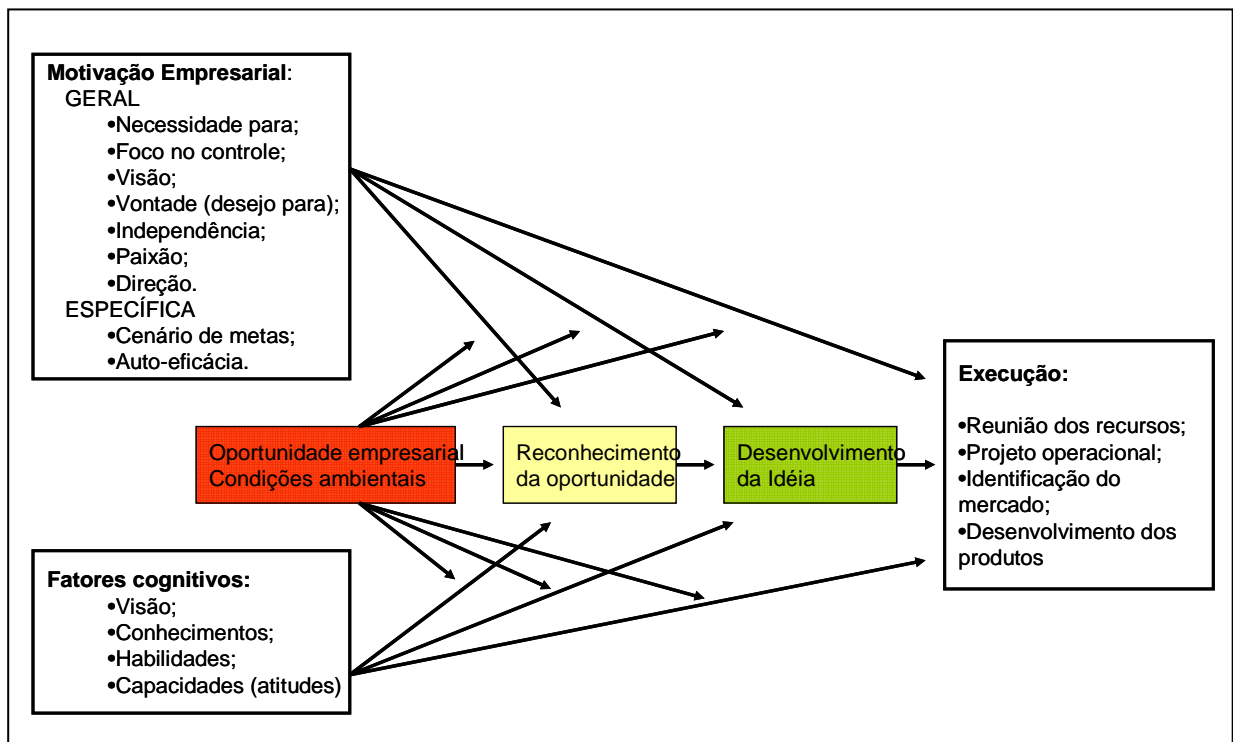 Motivação Empresarial:
GERAL
•Necessidade para;
•Foco no controle;
•Visão;
•Vontade (desejo para);
•Independência;
•Paixão;
•Direção.
ESPECÍFICA
•Cenário de metas;
•Auto-eficácia.
Oportunidade empresarial
Condições ambientais
Reconhecimento
da oportunidade
Desenvolvimento
da Idéia
Execução:
•Reunião dos recursos;
•Projeto operacional;
•Identificação do
mercado;
•Desenvolvimento dos
produtos
Fatores cognitivos:
•Visão;
•Conhecimentos;
•Habilidades;
•Capacidades (atitudes)